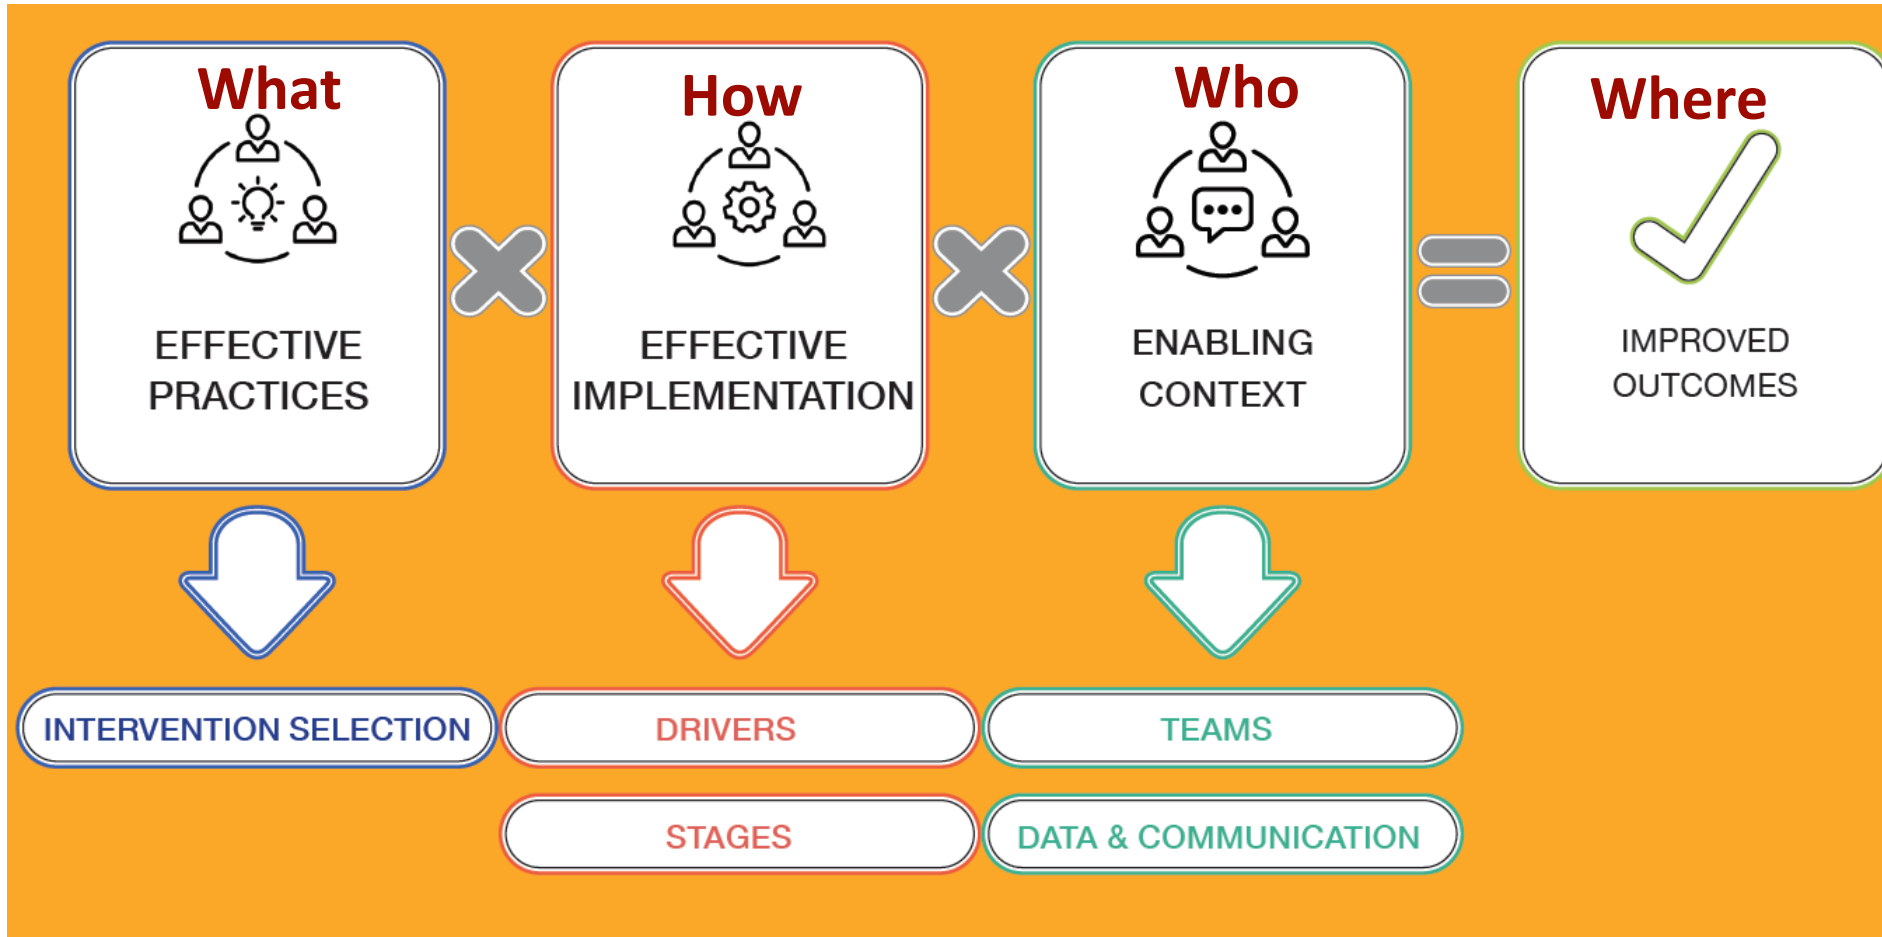 What
EFFECTIVE
PRACTICES
How
EFFECTIVE
IMPLEMENTATION
Who
ENABLING
CONTEXT
Where
IMPROVED
OUTCOMES
INTERVENTION SELECTION
DRIVERS
TEAMS
STAGES
DATA & COMMUNICATION